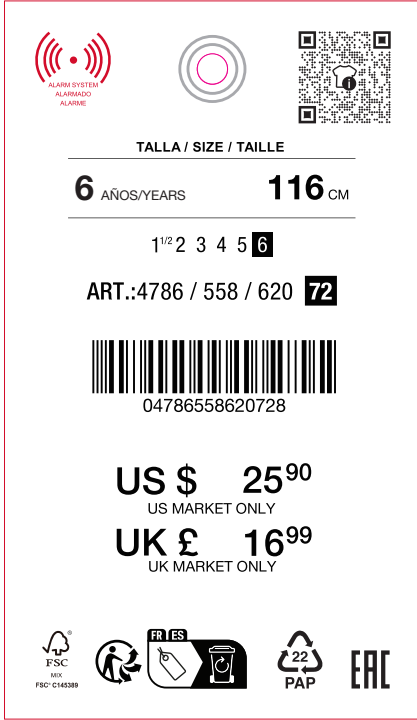 ALARM SYSTEM
ALARMADO
ALARME
TALLA / SIZE / TAILLE
6 AÑOS/YEARS 116 CM
1 1/2 2 3 4 5 6
ART.:4786 / 558 / 620 72
04786558620728
US $ 25 90
US MARKET ONLY
UK £ 16 99
UK MARKET ONLY
FR ES
FSC®
MIX
FSC® C145389
22
PAP
EAC